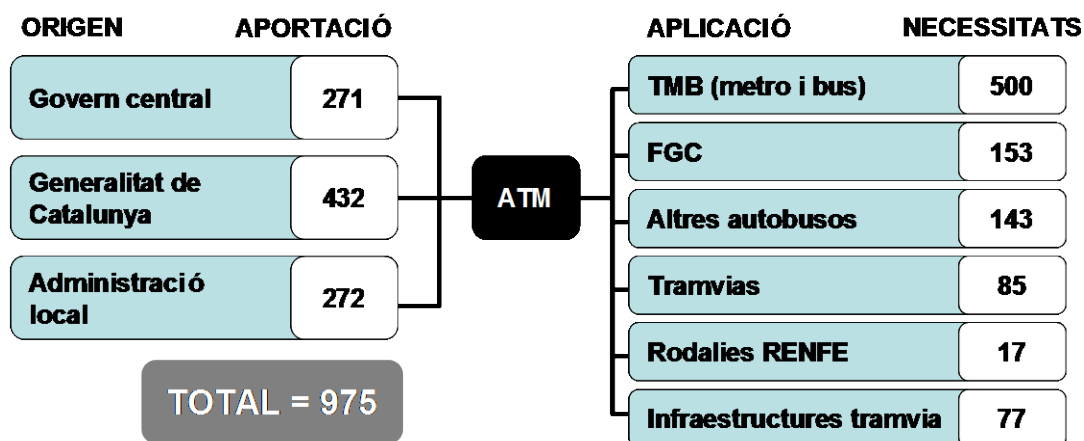 ORIGEN APORTACIÓ
Govern central 271
Generalitat de
Catalunya 432
Administració
local 272
TOTAL = 975
ATM
APLICACIÓ NECESSITATS
TMB (metro i bus) 500
FGC 153
Altres autobusos 143
Tramvias 85
Rodalies RENFE 17
Infraestructures tramvia 77